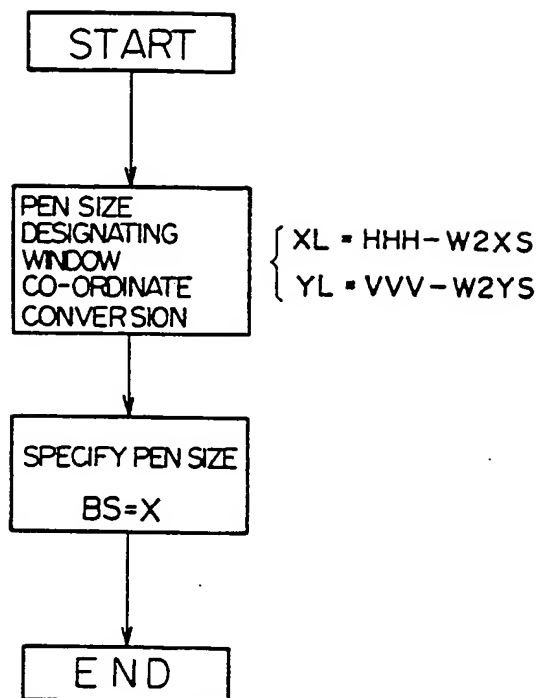 START
PEN SIZE
DESIGNATING
WINDOW
CO-ORDINATE
CONVERSION
XL = HHH-W2XS
YL = VVV-W2YS
SPECIFY PEN SIZE
BS=X
END